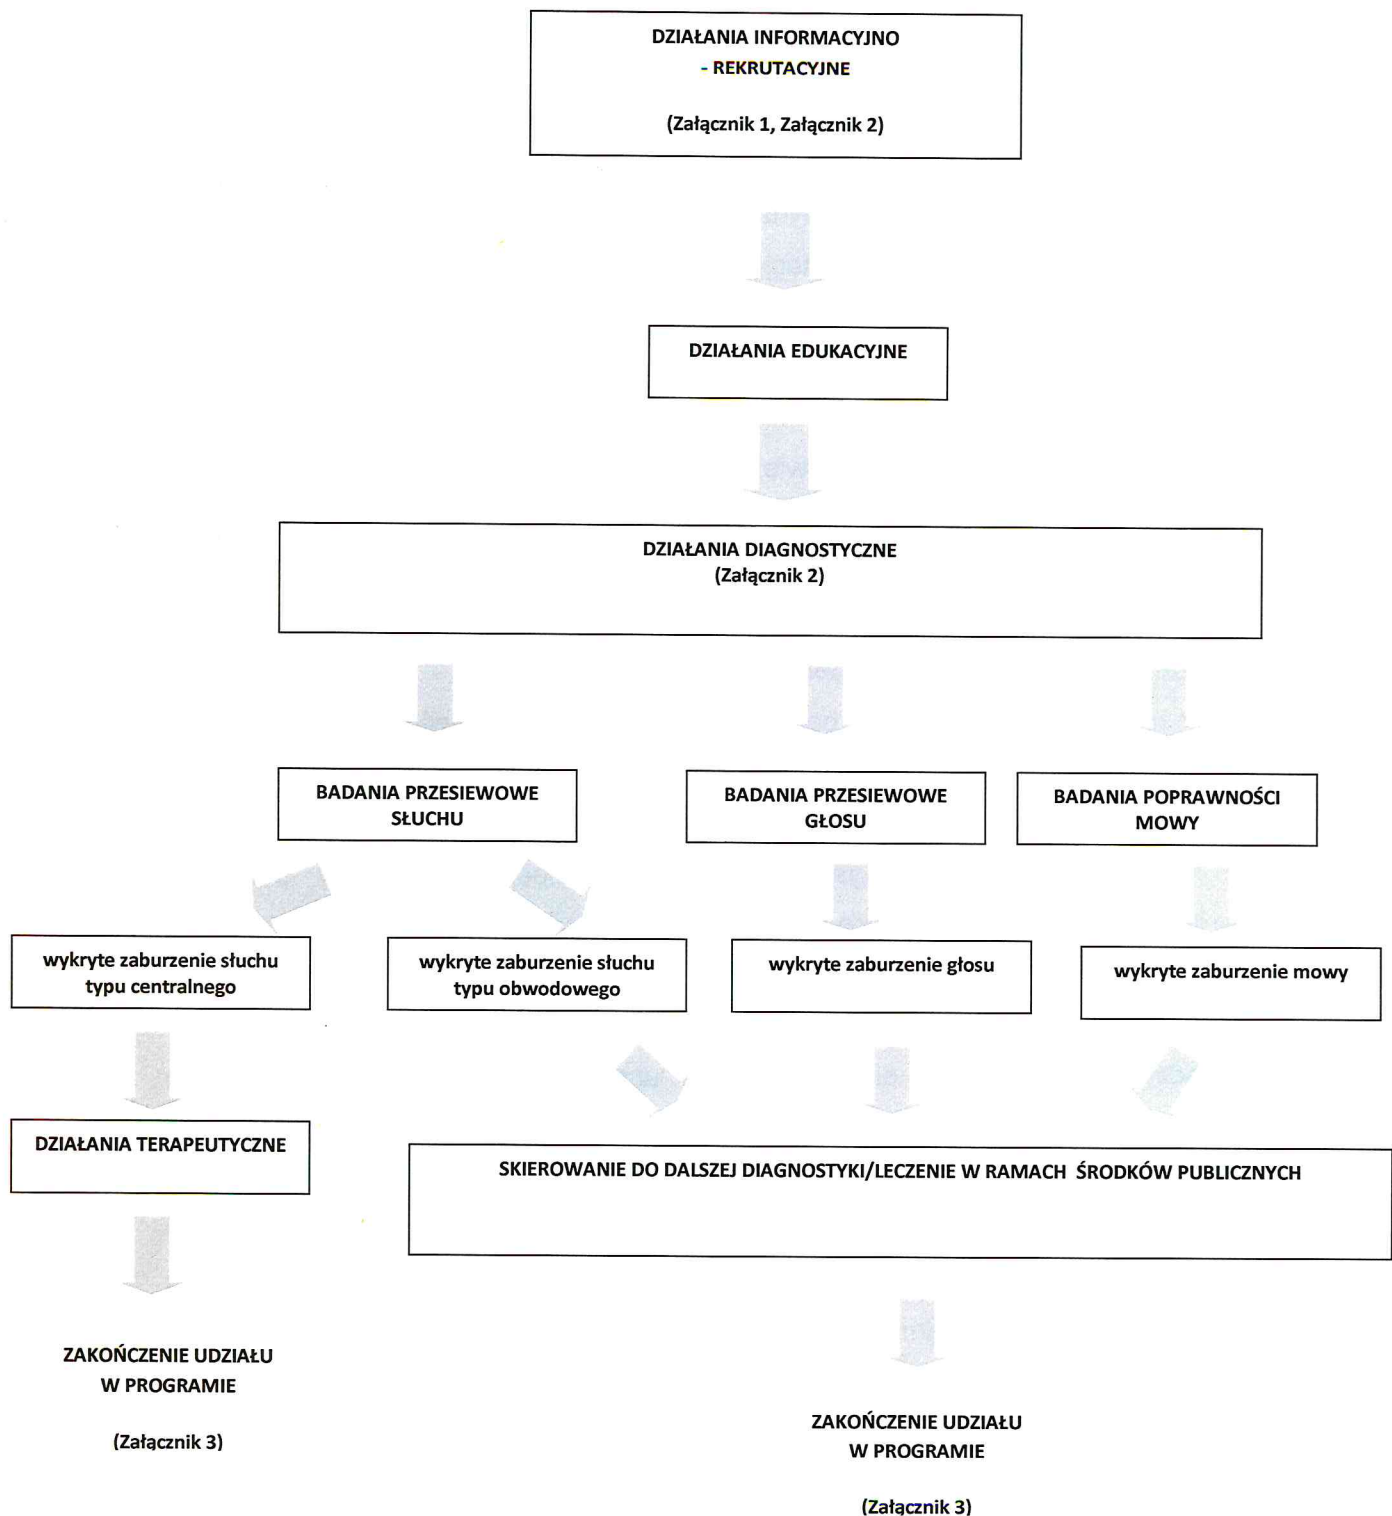 DZIAŁANIA INFORMACYJNO
- REKRUTACYJNE
(Załącznik 1, Załącznik 2)
DZIAŁANIA EDUKACYJNE
DZIAŁANIA DIAGNOSTYCZNE
(Załącznik 2)
BADANIA PRZESIEWOWE
SŁUCHU
BADANIA PRZESIEWOWE
GŁOSU
BADANIA POPRAWNOŚCI
MOWY
wykryte zaburzenie słuchu
typu centralnego
wykryte zaburzenie słuchu
typu obwodowego
wykryte zaburzenie głosu
wykryte zaburzenie mowy
DZIAŁANIA TERAPEUTYCZNE
SKIEROWANIE DO DALSZEJ DIAGNOSTYKI/LECZENIE W RAMACH ŚRODKÓW PUBLICZNYCH
ZAKOŃCZENIE UDZIAŁU
W PROGRAMIE
(Załącznik 3)
ZAKOŃCZENIE UDZIAŁU
W PROGRAMIE
(Załącznik 3)